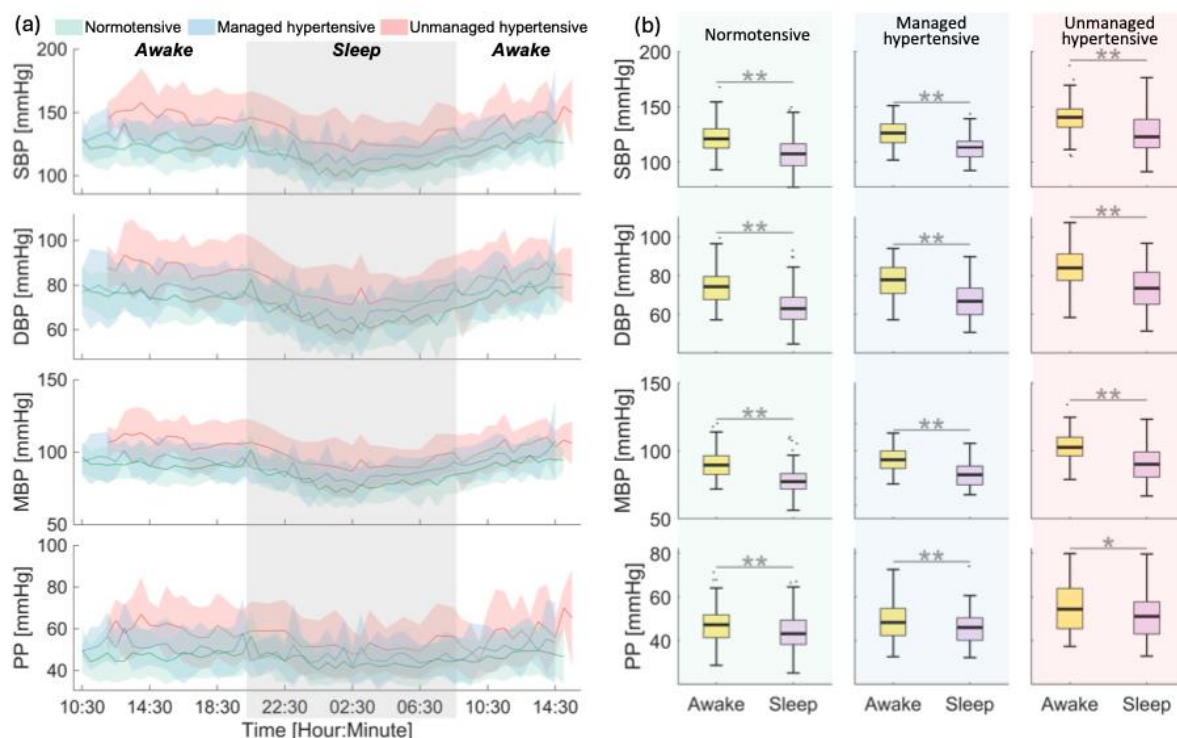 (a) Normotensive Managed hypertensive Unmanaged hypertensive
Awake Sleep Awake
200
150
100
SBP [mmHg]
100
80
60
DBP [mmHg]
150
100
50
MBP [mmHg]
100
80
60
40
PP [mmHg]
10:30 14:30 18:30 22:30 02:30 06:30 10:30 14:30
Time [Hour:Minute]
(b)
Normotensive
Managed
hypertensive
Unmanaged
hypertensive
200
150
100
SBP [mmHg]
** ** **
100
80
60
DBP [mmHg]
** ** **
150
100
50
MBP [mmHg]
** ** **
80
60
40
PP [mmHg]
** ** *
Awake Sleep Awake Sleep Awake Sleep